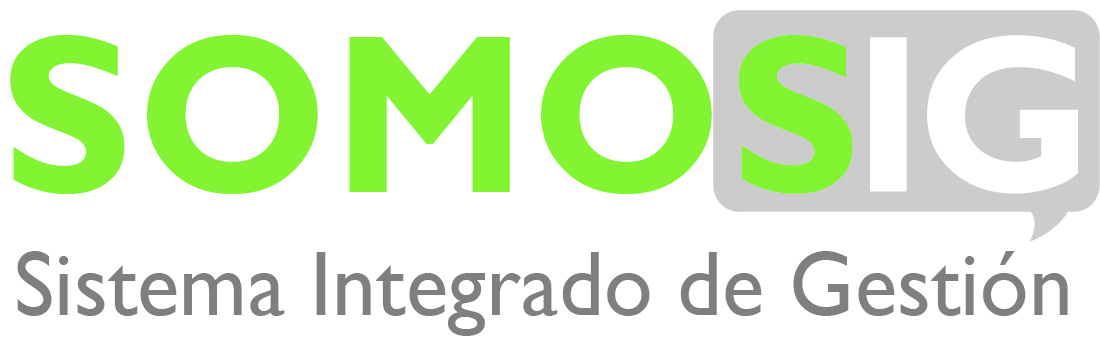 SOMOSIG
Sistema Integrado de Gestión